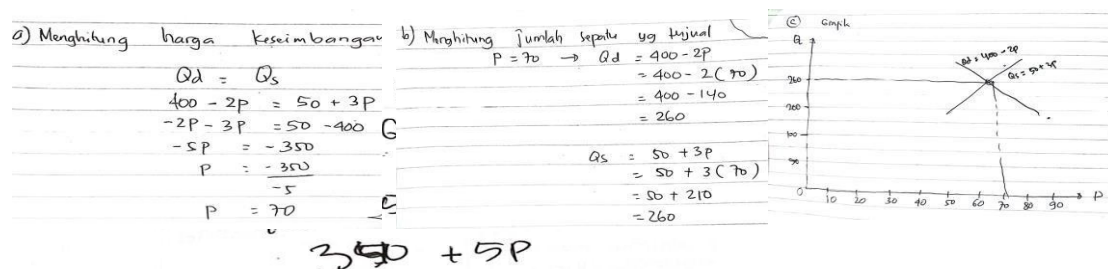 a) Menghitung harga keseimbangan
Qd = Qs
400 - 2P = 50 + 3P
-2P - 3P = 50 - 400
-5P = -350
P = -350
-5
P = 70
b) Menghitung jumlah sepatu yg terjual
P = 70 → Qd = 400 - 2P
= 400 - 2(70)
= 400 - 140
= 260
Qs = 50 + 3P
= 50 + 3(70)
= 50 + 210
= 260
c) Grafik
Q
Qd = 400 - 2P
Qs = 50 + 3P
260
200
100
50
0
10 20 30 40 50 60 70 80 90 P
+ 5P